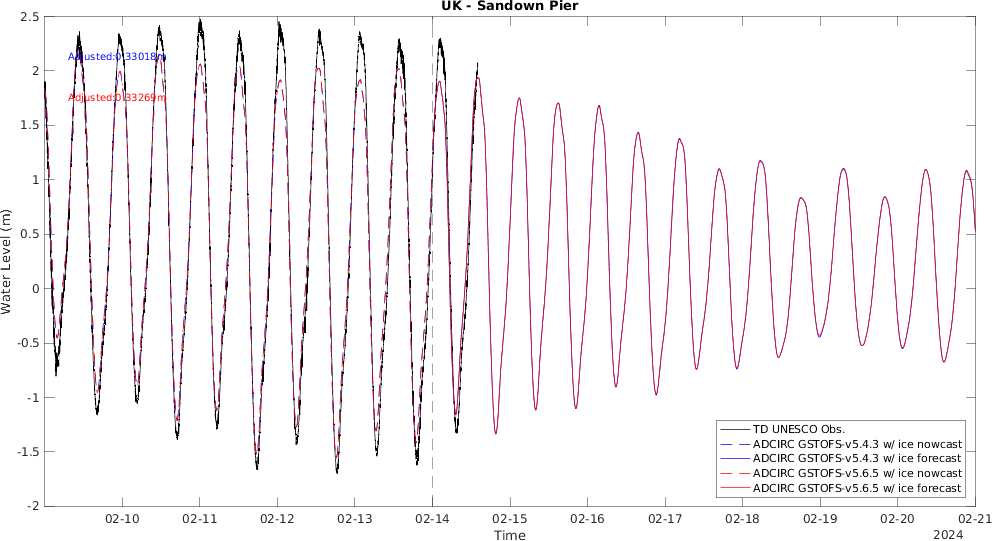 UK - Sandown Pier
2.5
2
1.5
1
0.5
0
-0.5
-1
-1.5
-2
Water Level (m)
Adjusted:0.33018m
Adjusted:0.33269m
TD UNESCO Obs.
ADCIRC GSTOFS-v5.4.3 w/ ice nowcast
ADCIRC GSTOFS-v5.4.3 w/ ice forecast
ADCIRC GSTOFS-v5.6.5 w/ ice nowcast
ADCIRC GSTOFS-v5.6.5 w/ ice forecast
02-10 02-11 02-12 02-13 02-14 02-15 02-16 02-17 02-18 02-19 02-20 02-21
Time
2024